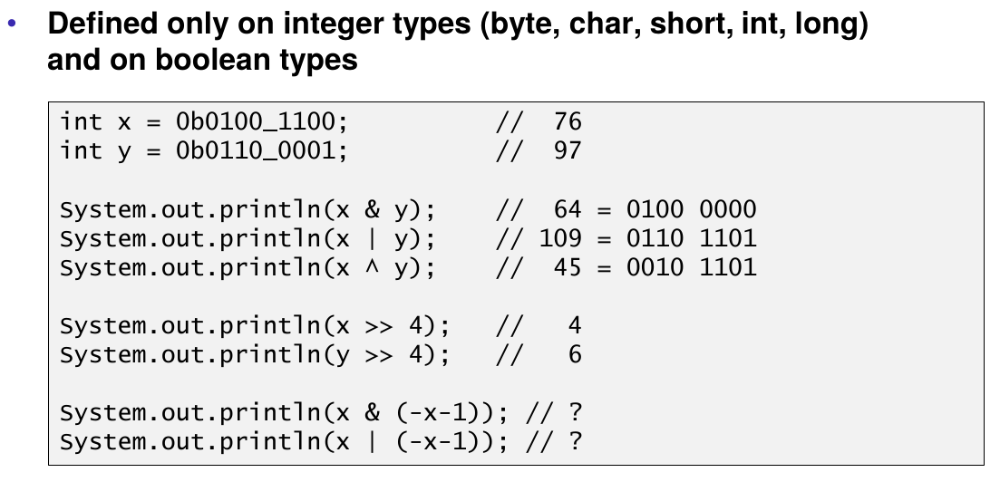 • Defined only on integer types (byte, char, short, int, long)
and on boolean types
int x = 0b0100_1100;          //  76
int y = 0b0110_0001;          //  97
System.out.println(x & y);    //  64 = 0100 0000
System.out.println(x | y);    // 109 = 0110 1101
System.out.println(x ^ y);    //  45 = 0010 1101
System.out.println(x >> 4);   //   4
System.out.println(y >> 4);   //   6
System.out.println(x & (-x-1)); // ?
System.out.println(x | (-x-1)); // ?